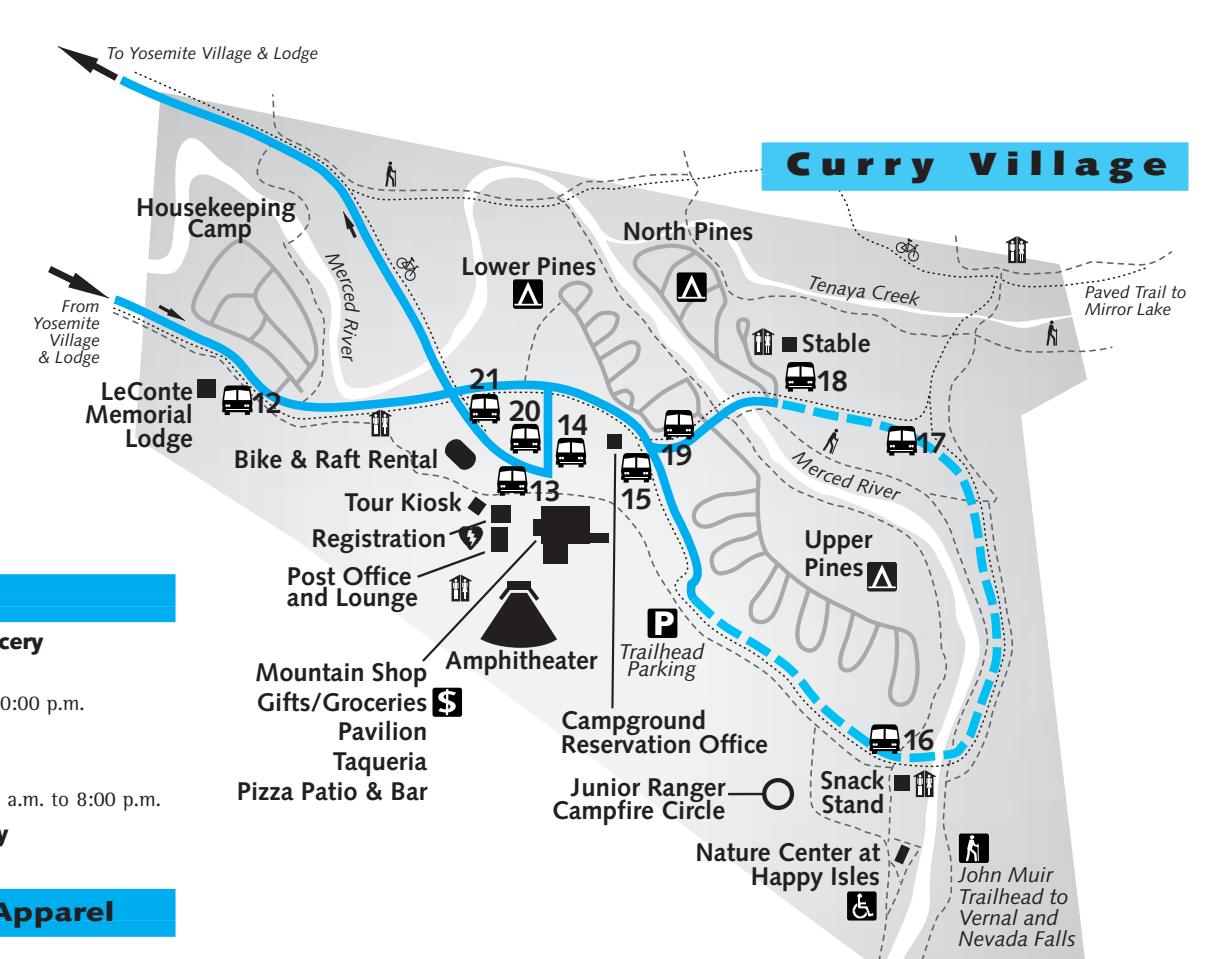 To Yosemite Village & Lodge
Curry Village
Housekeeping
Camp
Merced River
Lower Pines
North Pines
Tenaya Creek
Paved Trail to
Mirror Lake
From
Yosemite
Village
& Lodge
LeConte
Memorial
Lodge
12
21
20
14
13
15
19
Stable
18
17
Merced River
Bike & Raft Rental
Tour Kiosk
Registration
Post Office
and Lounge
Upper
Pines
P
Trailhead
Parking
Amphitheater
Mountain Shop
Gifts/Groceries
$
Pavilion
Taqueria
Pizza Patio & Bar
Campground
Reservation Office
16
Snack
Stand
Junior Ranger
Campfire Circle
Nature Center at
Happy Isles
John Muir
Trailhead to
Vernal and
Nevada Falls
cery
0:00 p.m.
a.m. to 8:00 p.m.
y
Apparel